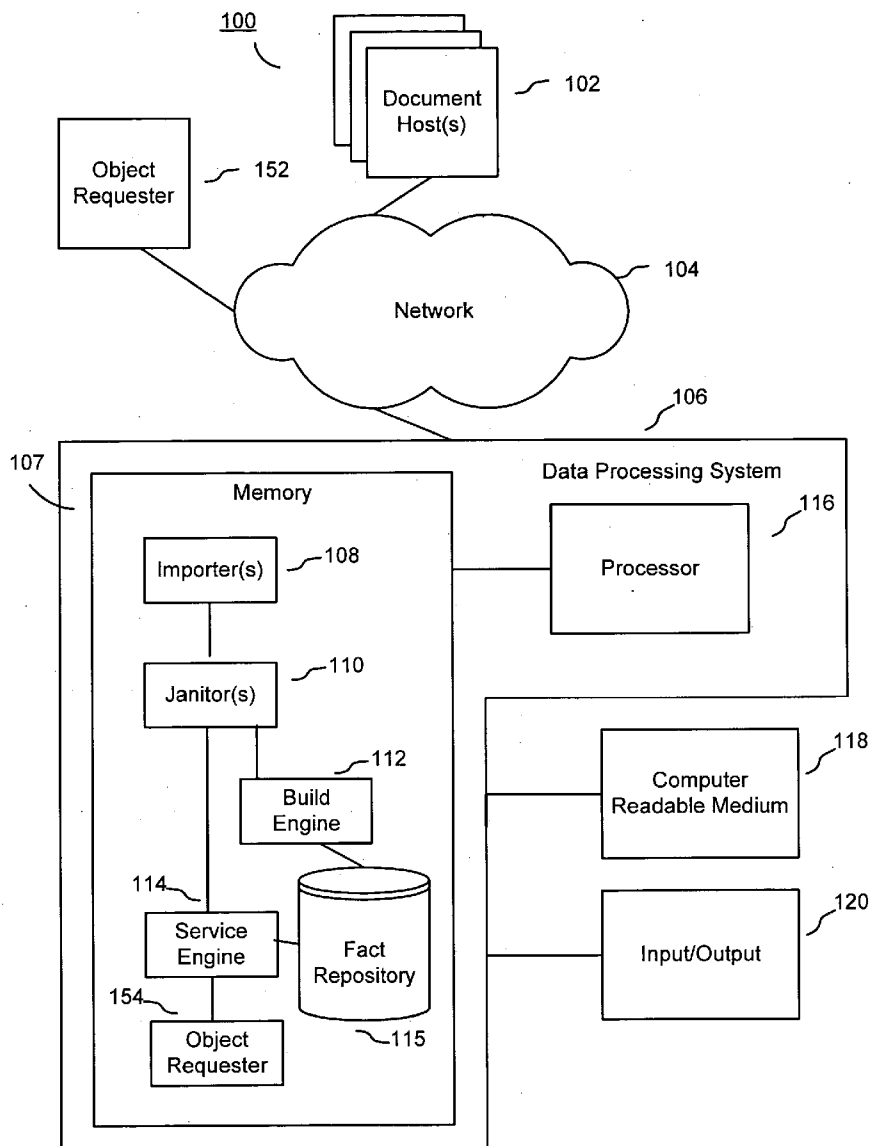 100
Document
Host(s)
102
Object
Requester
152
Network
104
106
107
Data Processing System
Memory
116
Processor
Importer(s)
108
Janitor(s)
110
112
Build
Engine
118
Computer
Readable Medium
114
Service
Engine
Fact
Repository
120
Input/Output
154
Object
Requester
115